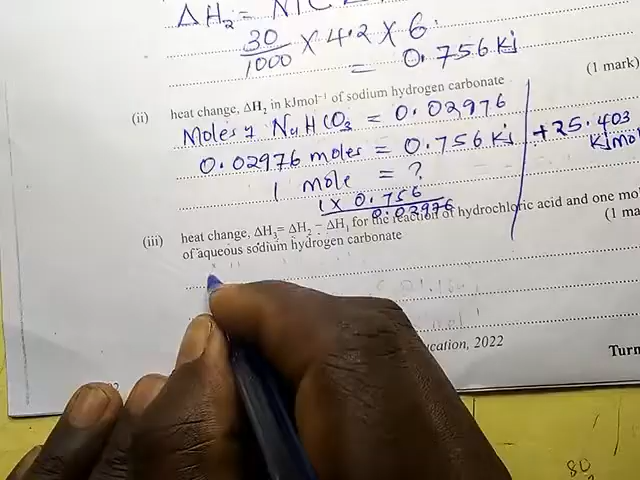 ΔH₂ =
30/1000 × 4.2 × 6.
= 0.756 Kj
(1 mark)
(ii) heat change, ΔH₂ in kJmol⁻¹ of sodium hydrogen carbonate
Moles of NaHCO₃ = 0.02976
0.02976 moles = 0.756 Kj
1 mole = ?
1 × 0.756
0.02976
+25.403
KJmol
(iii) heat change, ΔH₃= ΔH₂ − ΔH₁ for the reaction of hydrochloric acid and one mo
of aqueous sodium hydrogen carbonate
(1 ma
ucation, 2022
Turn
80